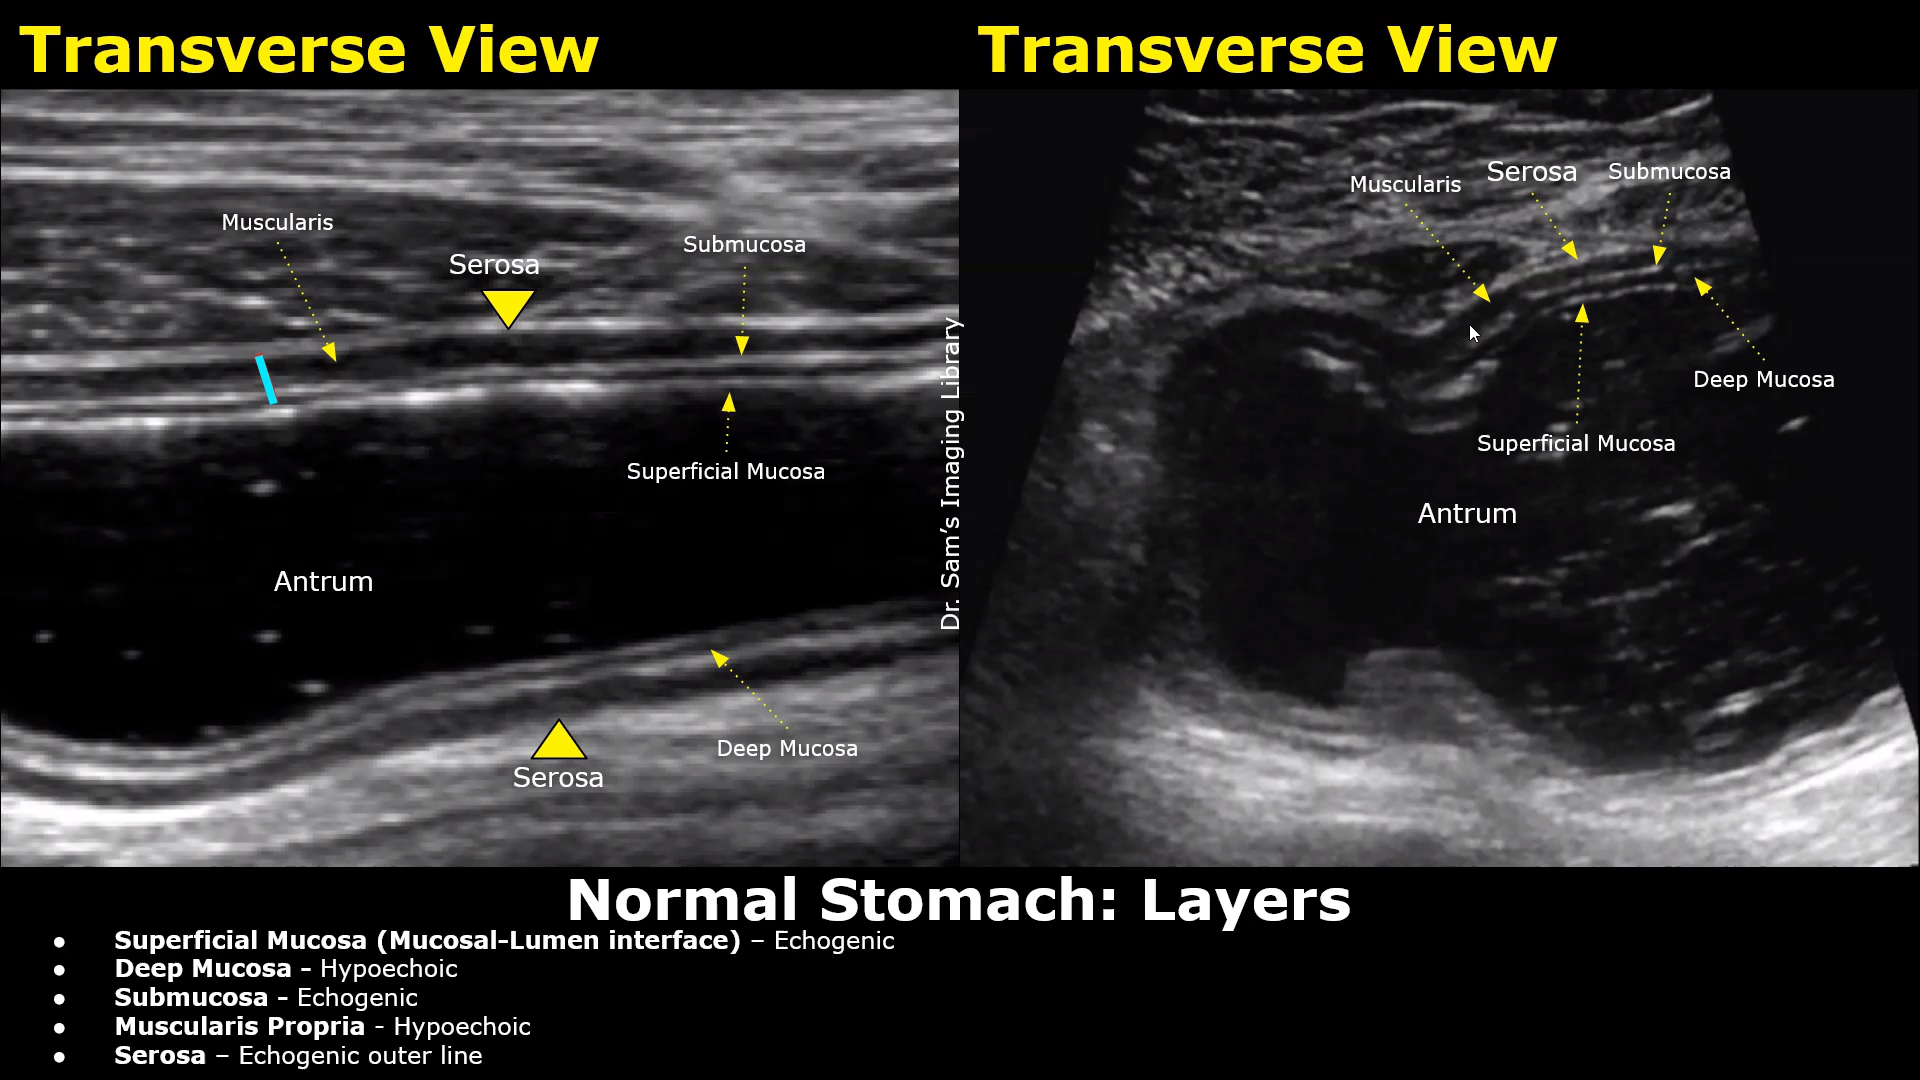 Transverse View
Transverse View
Muscularis
Serosa
Submucosa
Superficial Mucosa
Antrum
Deep Mucosa
Serosa
Dr. Sam’s Imaging Library
Muscularis
Serosa
Submucosa
Deep Mucosa
Superficial Mucosa
Antrum
Normal Stomach: Layers
● Superficial Mucosa (Mucosal–Lumen interface) – Echogenic
● Deep Mucosa – Hypoechoic
● Submucosa – Echogenic
● Muscularis Propria - Hypoechoic
● Serosa – Echogenic outer line